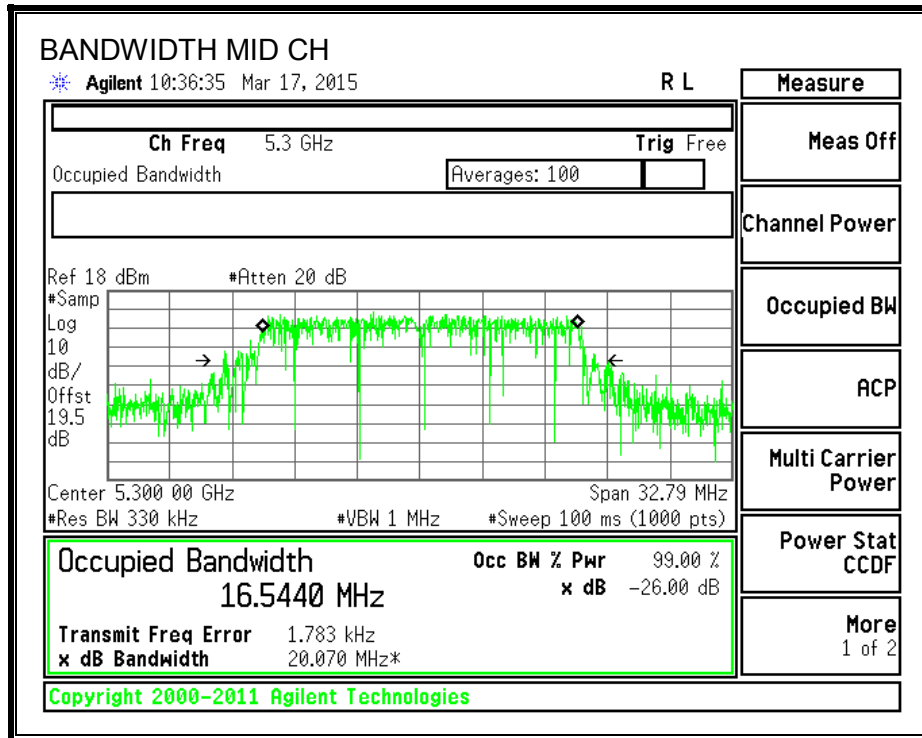 BANDWIDTH MID CH
Agilent 10:36:35 Mar 17, 2015 R L
Measure
Ch Freq 5.3 GHz Trig Free
Meas Off
Occupied Bandwidth Averages: 100
Channel Power
Ref 18 dBm #Atten 20 dB
#Samp
Log
10
dB/
Offst
19.5
dB
Occupied BW
ACP
Multi Carrier
Power
Center 5.300 00 GHz Span 32.79 MHz
#Res BW 330 kHz #VBW 1 MHz #Sweep 100 ms (1000 pts)
Power Stat
CCDF
Occupied Bandwidth Occ BW % Pwr 99.00 %
16.5440 MHz x dB -26.00 dB
Transmit Freq Error 1.783 kHz
x dB Bandwidth 20.070 MHz*
More
1 of 2
Copyright 2000-2011 Agilent Technologies